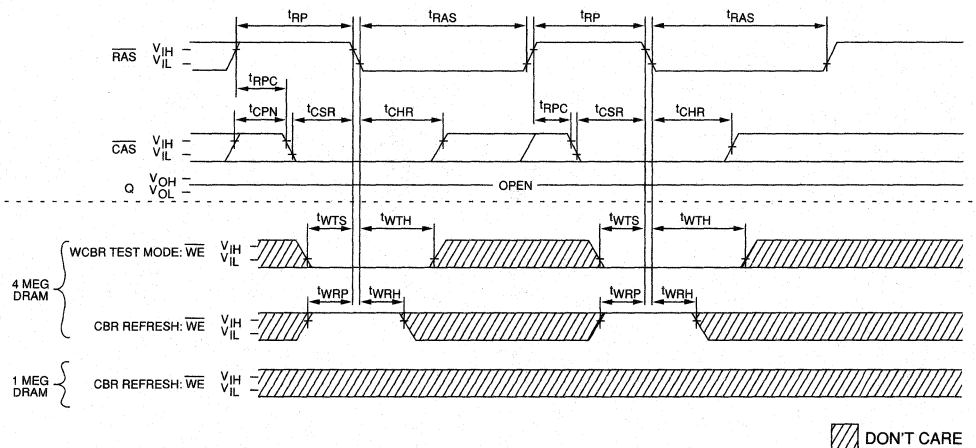 tRP tRAS tRP tRAS
RAS VIH VIL
tRPC
tCPN tCSR tCHR tRPC tCSR tCHR
CAS VIH VIL
Q VOH VOL OPEN
tWTS tWTH tWTS tWTH
WCBR TEST MODE: WE VIH VIL
4 MEG DRAM
tWRP tWRH tWRP tWRH
CBR REFRESH: WE VIH VIL
1 MEG DRAM CBR REFRESH: WE VIH VIL
DON'T CARE